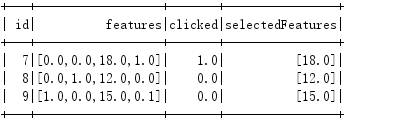 +---+------------------+-------+----------------+
| id|          features|clicked|selectedFeatures|
+---+------------------+-------+----------------+
|  7|[0.0,0.0,18.0,1.0]|    1.0|          [18.0]|
|  8|[0.0,1.0,12.0,0.0]|    0.0|          [12.0]|
|  9|[1.0,0.0,15.0,0.1]|    0.0|          [15.0]|
+---+------------------+-------+----------------+